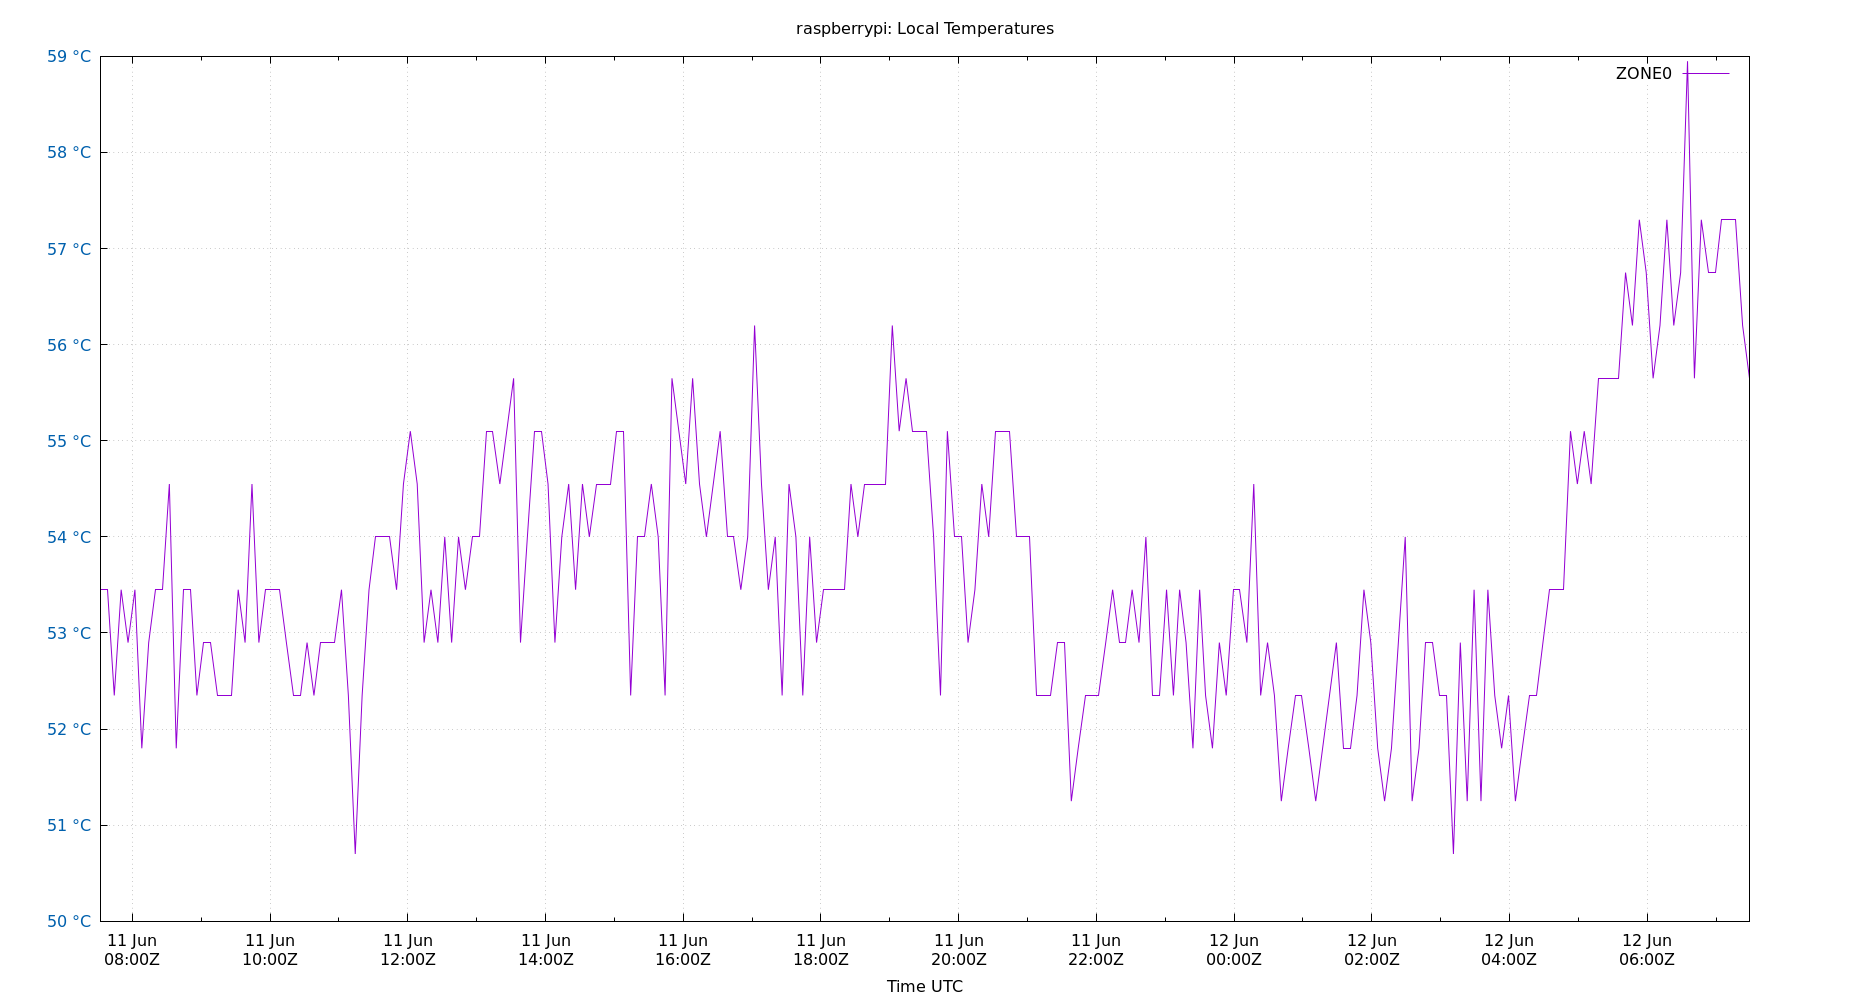 raspberrypi: Local Temperatures
59 °C
ZONE0
58 °C
57 °C
56 °C
55 °C
54 °C
53 °C
52 °C
51 °C
50 °C
11 Jun 11 Jun 11 Jun 11 Jun 11 Jun 11 Jun 11 Jun 11 Jun 12 Jun 12 Jun 12 Jun 12 Jun
08:00Z 10:00Z 12:00Z 14:00Z 16:00Z 18:00Z 20:00Z 22:00Z 00:00Z 02:00Z 04:00Z 06:00Z
Time UTC